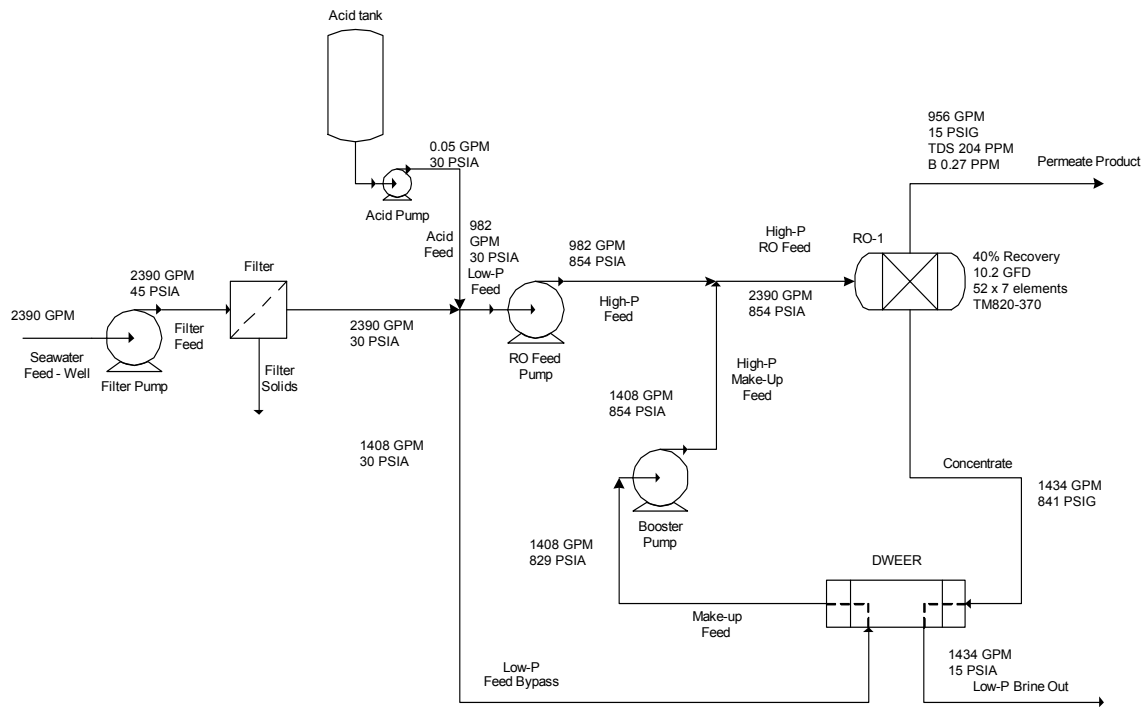 Acid tank
0.05 GPM
30 PSIA
Acid Pump
Acid
Feed
982
GPM
30 PSIA
Low-P
Feed
2390 GPM
Seawater
Feed - Well
Filter Pump
2390 GPM
45 PSIA
Filter
Feed
Filter
Filter
Solids
2390 GPM
30 PSIA
RO Feed
Pump
982 GPM
854 PSIA
High-P
Feed
High-P
RO Feed
2390 GPM
854 PSIA
RO-1
956 GPM
15 PSIG
TDS 204 PPM
B 0.27 PPM
Permeate Product
40% Recovery
10.2 GFD
52 x 7 elements
TM820-370
High-P
Make-Up
Feed
1408 GPM
854 PSIA
1408 GPM
30 PSIA
Booster
Pump
1408 GPM
829 PSIA
Concentrate
1434 GPM
841 PSIG
DWEER
Make-up
Feed
Low-P
Feed Bypass
1434 GPM
15 PSIA
Low-P Brine Out